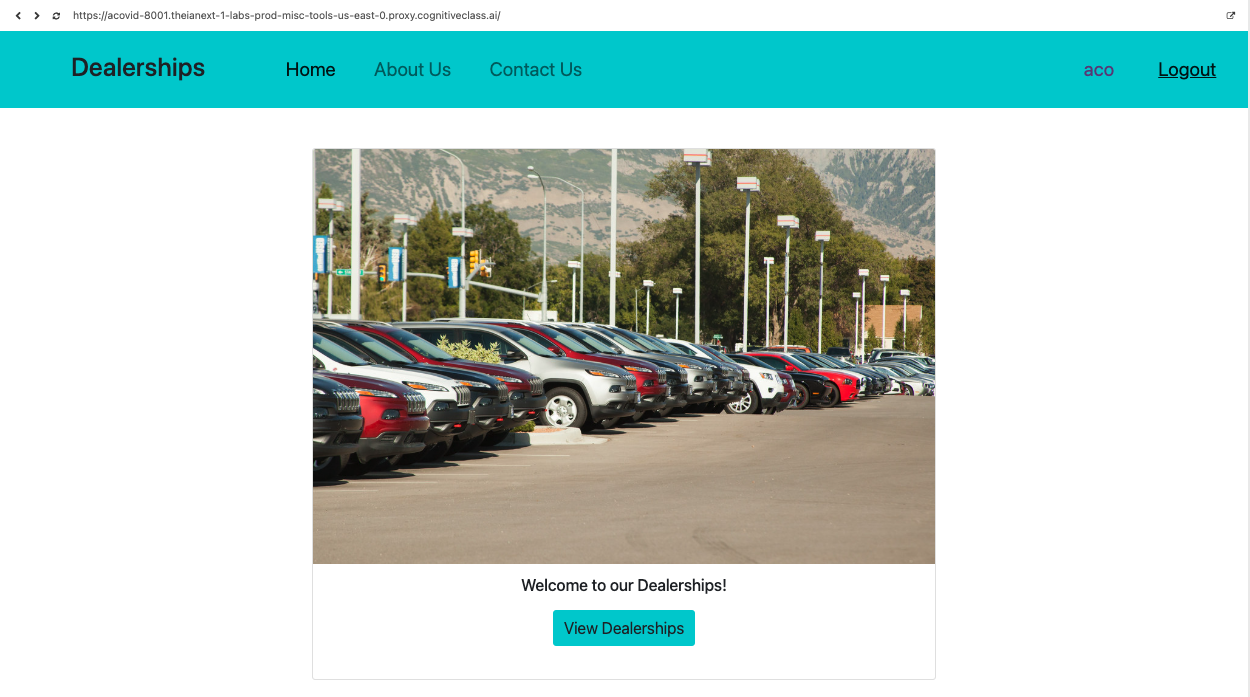 https://acovid-8001.theianext-1-labs-prod-misc-tools-us-east-0.proxy.cognitiveclass.ai/
Dealerships Home About Us Contact Us aco Logout
Welcome to our Dealerships!
View Dealerships